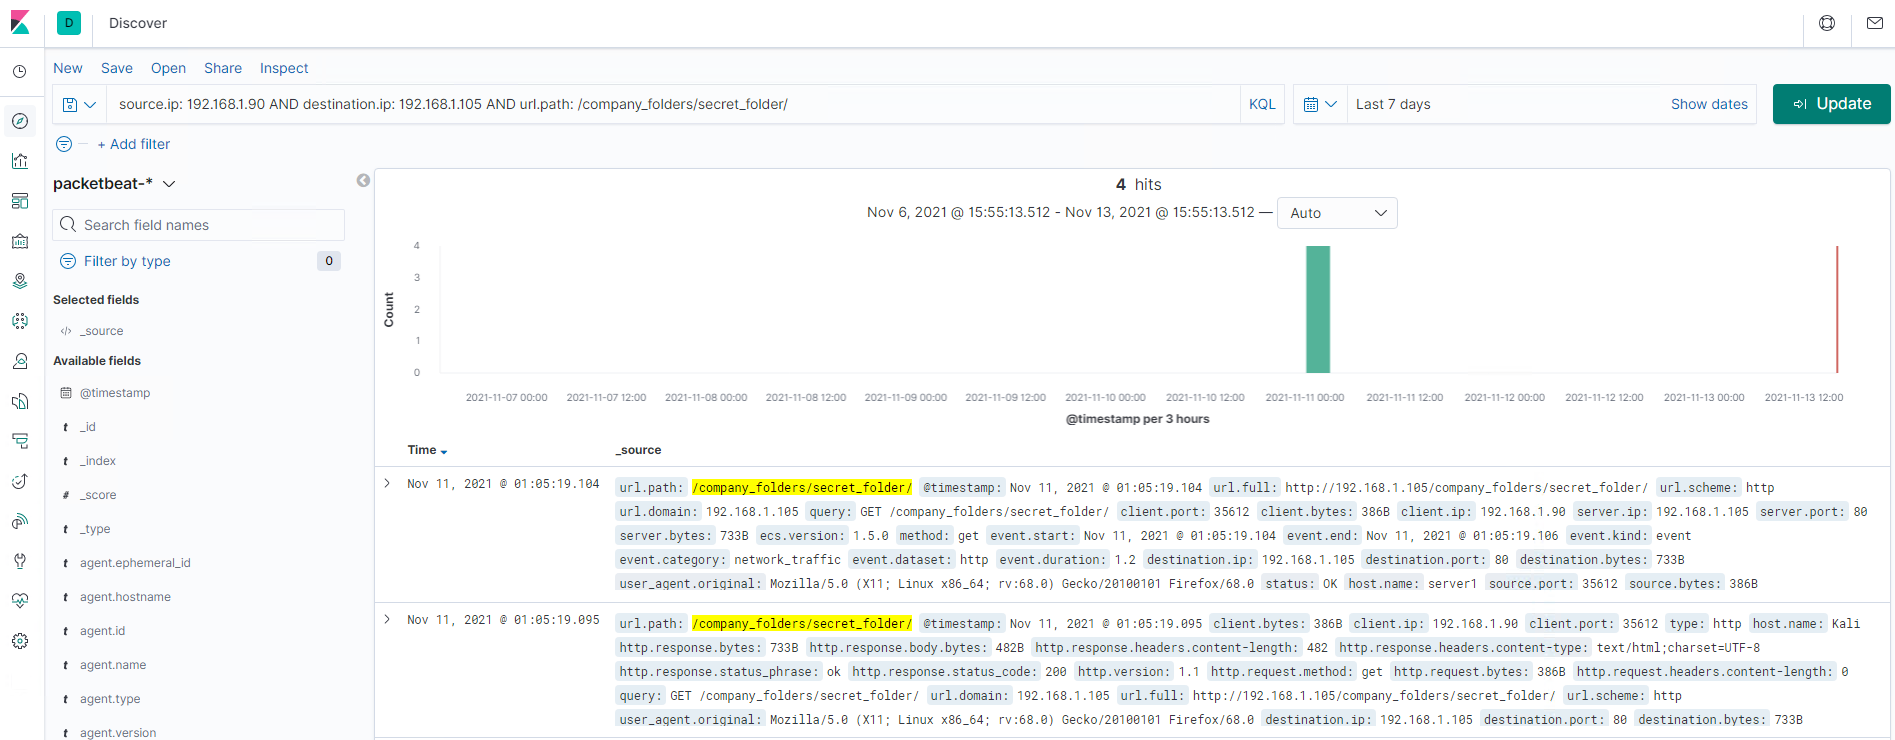 D Discover
New Save Open Share Inspect
source.ip: 192.168.1.90 AND destination.ip: 192.168.1.105 AND url.path: /company_folders/secret_folder/ KQL Last 7 days Show dates Update
+ Add filter
packetbeat-*
Search field names
Filter by type 0
Selected fields
</> _source
Available fields
@timestamp
t _id
t _index
# _score
t _type
t agent.ephemeral_id
t agent.hostname
t agent.id
t agent.name
t agent.type
t agent.version
4 hits
Nov 6, 2021 @ 15:55:13.512 - Nov 13, 2021 @ 15:55:13.512 — Auto
Count
4
3
2
1
0
2021-11-07 00:00 2021-11-07 12:00 2021-11-08 00:00 2021-11-08 12:00 2021-11-09 00:00 2021-11-09 12:00 2021-11-10 00:00 2021-11-10 12:00 2021-11-11 00:00 2021-11-11 12:00 2021-11-12 00:00 2021-11-12 12:00 2021-11-13 00:00 2021-11-13 12:00
@timestamp per 3 hours
Time _source
Nov 11, 2021 @ 01:05:19.104
url.path: /company_folders/secret_folder/ @timestamp: Nov 11, 2021 @ 01:05:19.104 url.full: http://192.168.1.105/company_folders/secret_folder/ url.scheme: http
url.domain: 192.168.1.105 query: GET /company_folders/secret_folder/ client.port: 35612 client.bytes: 386B client.ip: 192.168.1.90 server.ip: 192.168.1.105 server.port: 80
server.bytes: 733B ecs.version: 1.5.0 method: get event.start: Nov 11, 2021 @ 01:05:19.104 event.end: Nov 11, 2021 @ 01:05:19.106 event.kind: event
event.category: network_traffic event.dataset: http event.duration: 1.2 destination.ip: 192.168.1.105 destination.port: 80 destination.bytes: 733B
user_agent.original: Mozilla/5.0 (X11; Linux x86_64; rv:68.0) Gecko/20100101 Firefox/68.0 status: OK host.name: server1 source.port: 35612 source.bytes: 386B
Nov 11, 2021 @ 01:05:19.095
url.path: /company_folders/secret_folder/ @timestamp: Nov 11, 2021 @ 01:05:19.095 client.bytes: 386B client.ip: 192.168.1.90 client.port: 35612 type: http host.name: Kali
http.response.bytes: 733B http.response.body.bytes: 482B http.response.headers.content-length: 482 http.response.headers.content-type: text/html;charset=UTF-8
http.response.status_phrase: ok http.response.status_code: 200 http.version: 1.1 http.request.method: get http.request.bytes: 386B http.request.headers.content-length: 0
query: GET /company_folders/secret_folder/ url.domain: 192.168.1.105 url.full: http://192.168.1.105/company_folders/secret_folder/ url.scheme: http
user_agent.original: Mozilla/5.0 (X11; Linux x86_64; rv:68.0) Gecko/20100101 Firefox/68.0 destination.ip: 192.168.1.105 destination.port: 80 destination.bytes: 733B